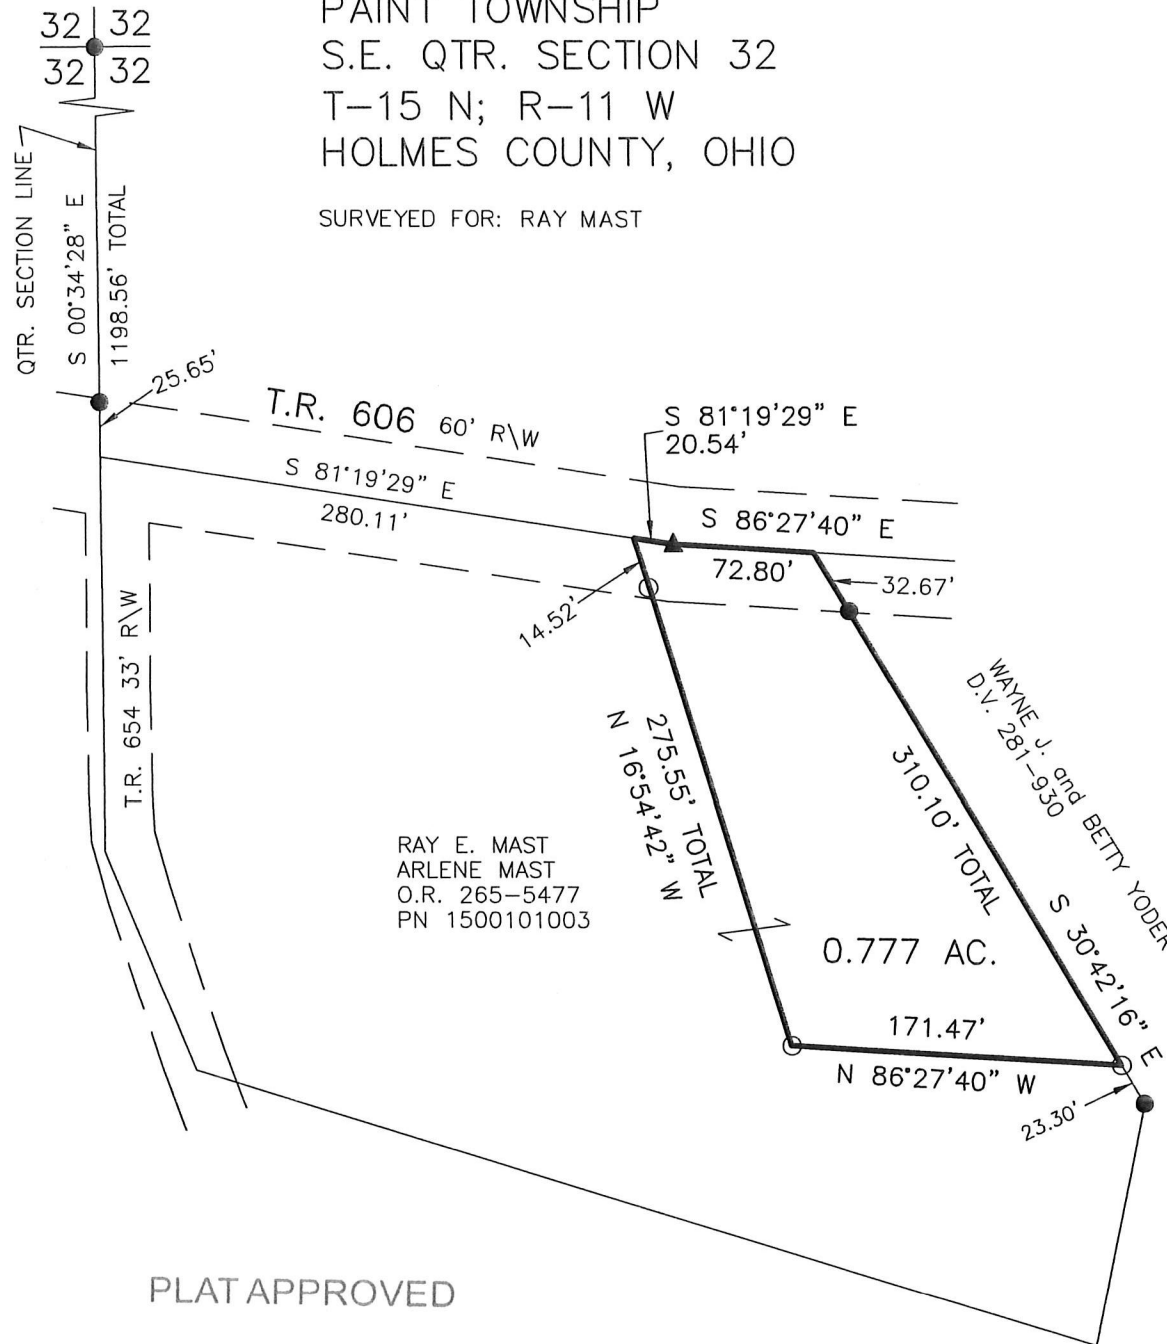 32 32
32 32
PAINT TOWNSHIP
S.E. QTR. SECTION 32
T-15 N; R-11 W
HOLMES COUNTY, OHIO
SURVEYED FOR: RAY MAST
QTR. SECTION LINE
S 00°34'28" E
1198.56' TOTAL
25.65'
T.R. 606 60' R\W
S 81°19'29" E
20.54'
S 81°19'29" E
280.11'
S 86°27'40" E
72.80'
32.67'
14.52'
T.R. 654 33' R\W
WAYNE J. and BETTY YODER
D.V. 281-930
275.55' TOTAL
N 16°54'42" W
310.10' TOTAL
S 30°42'16" E
RAY E. MAST
ARLENE MAST
O.R. 265-5477
PN 1500101003
0.777 AC.
171.47'
N 86°27'40" W
23.30'
PLAT APPROVED